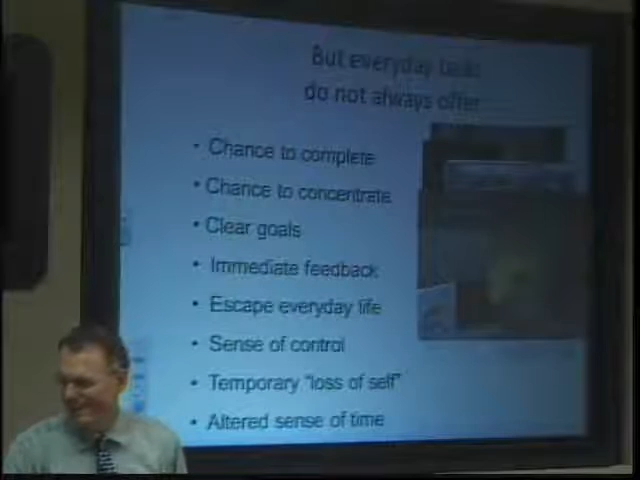 But everyday tasks
do not always offer
• Chance to complete
• Chance to concentrate
• Clear goals
• Immediate feedback
• Escape everyday life
• Sense of control
• Temporary "loss of self"
• Altered sense of time